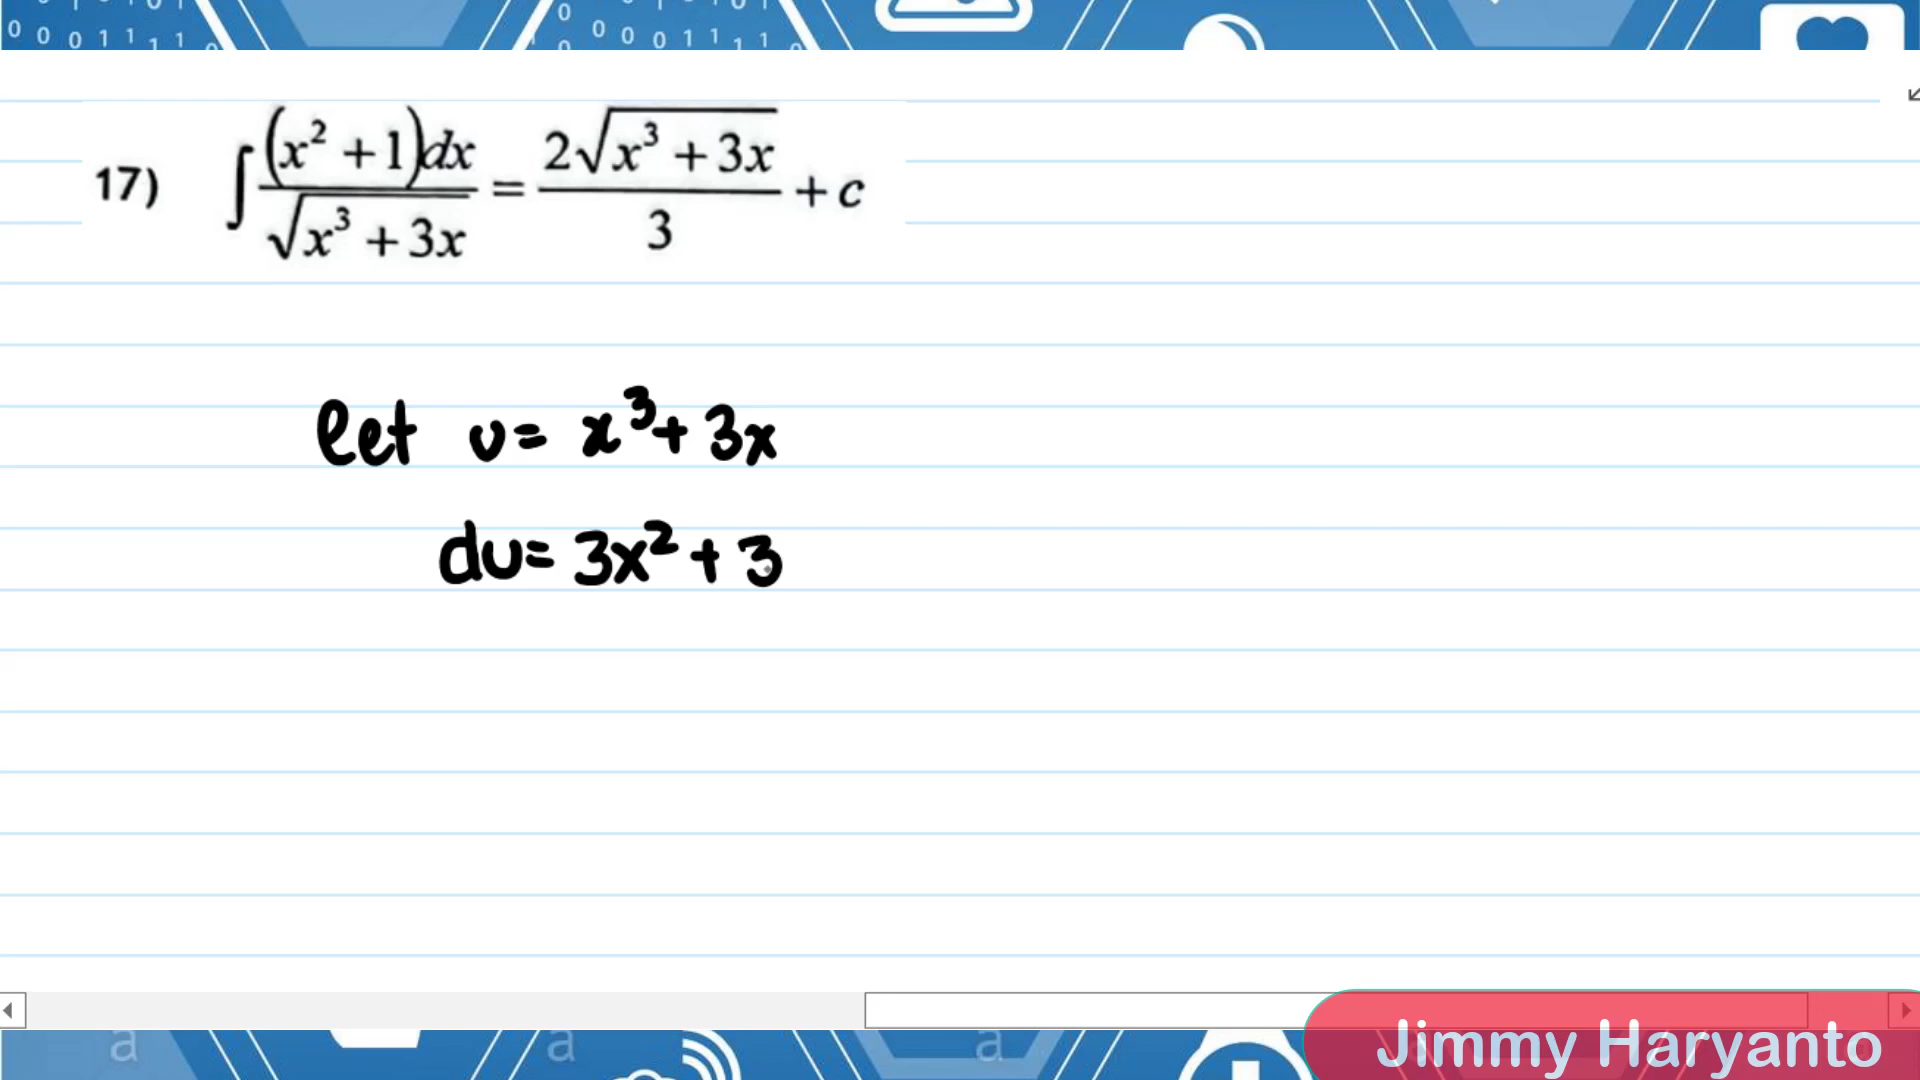 17) ∫ (x² + 1)dx / √(x³ + 3x) = 2√(x³ + 3x) / 3 + c
let u = x³ + 3x
du = 3x² + 3
Jimmy Haryanto